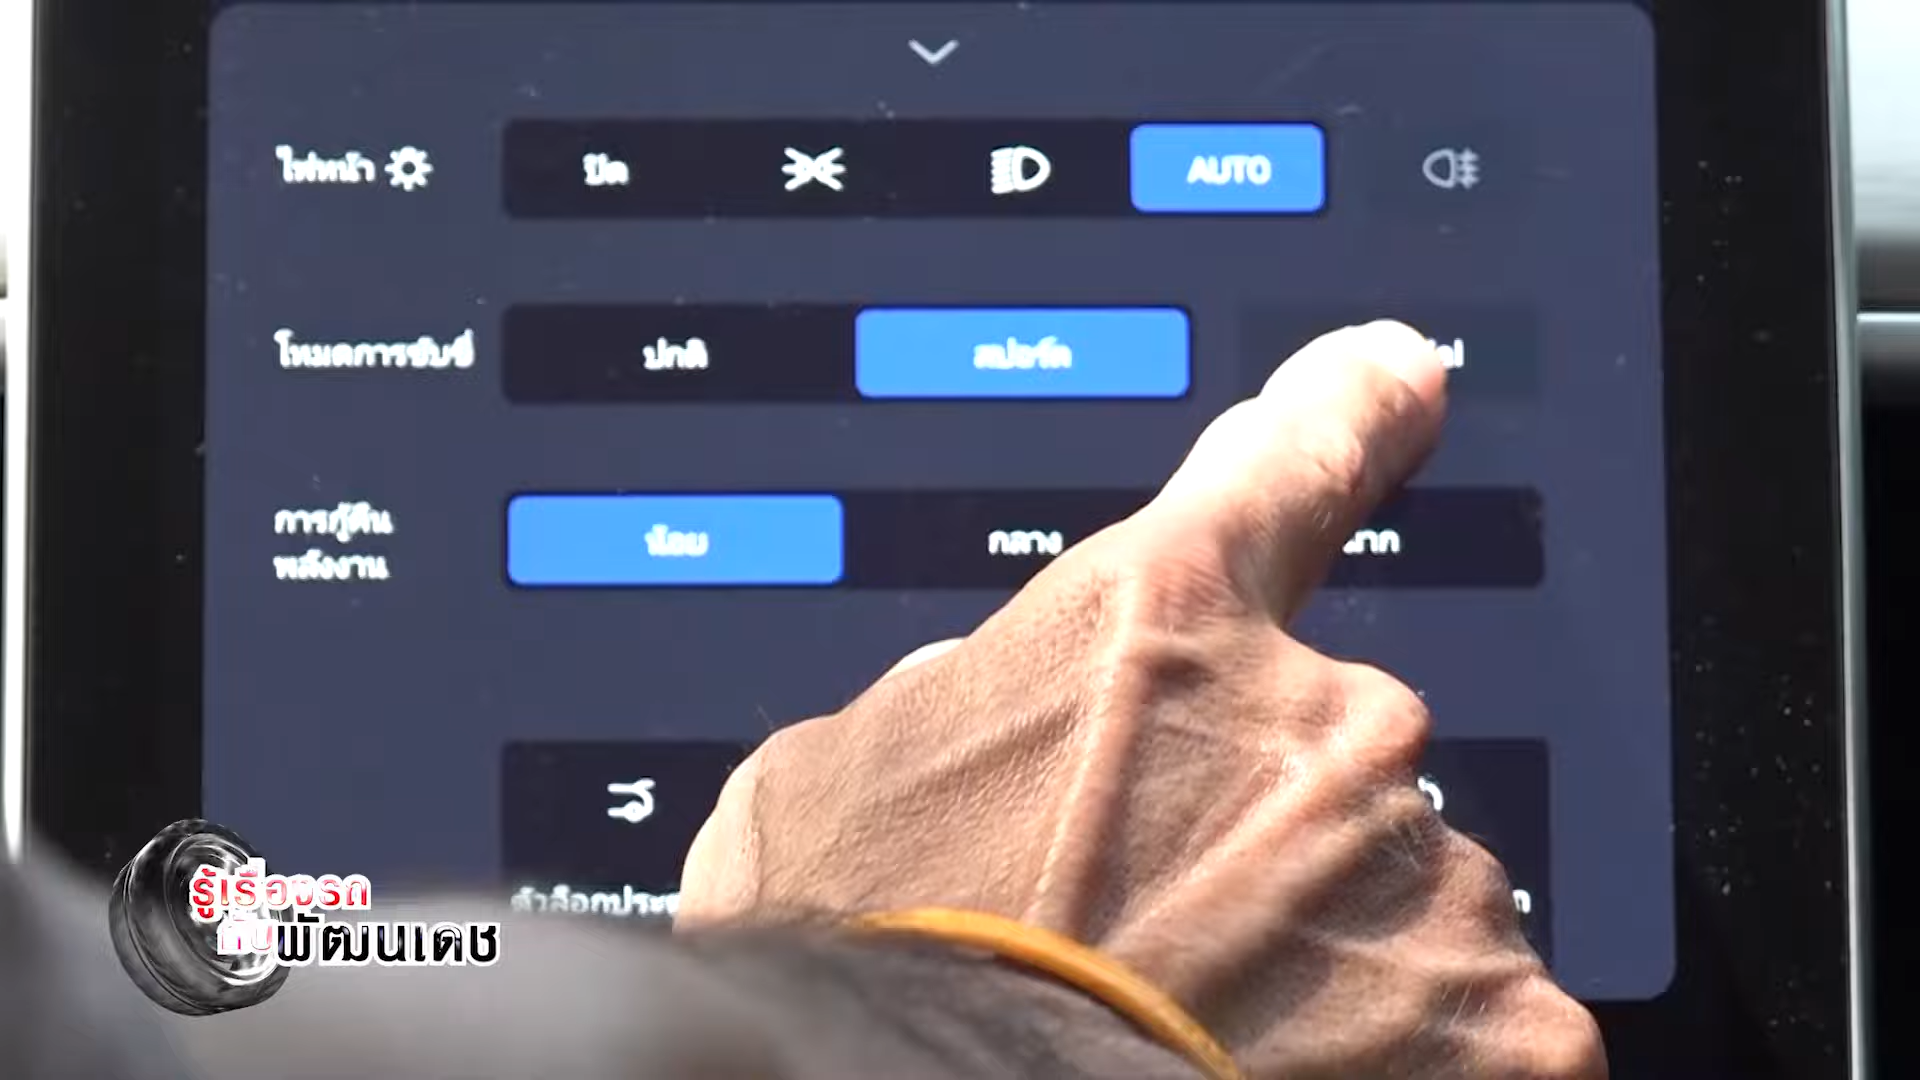 ไฟหน้า ปิด AUTO
โหมดการขับขี่ ปกติ สปอร์ต
การกู้คืน
พลังงาน
น้อย กลาง
รู้เรื่องรถ
กับพัฒนเดช